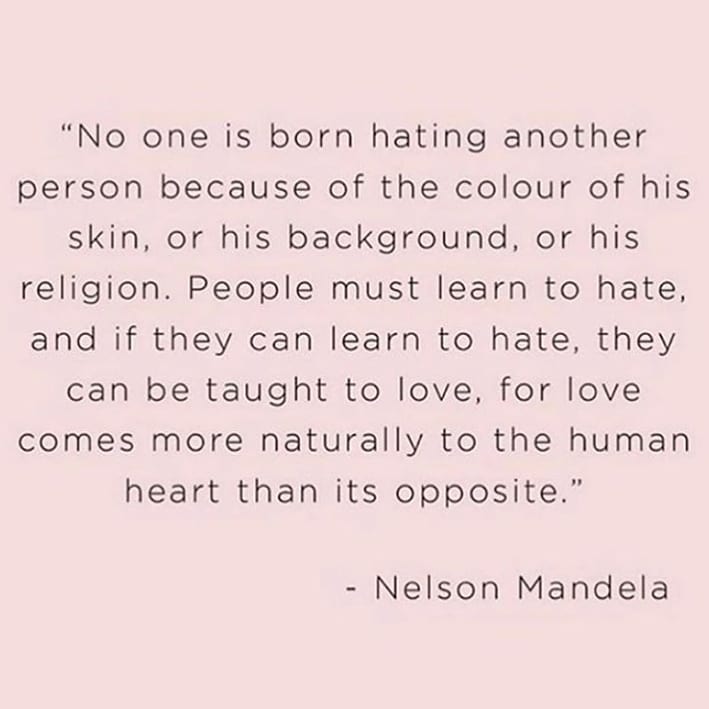 “No one is born hating another
person because of the colour of his
skin, or his background, or his
religion. People must learn to hate,
and if they can learn to hate, they
can be taught to love, for love
comes more naturally to the human
heart than its opposite.”
- Nelson Mandela